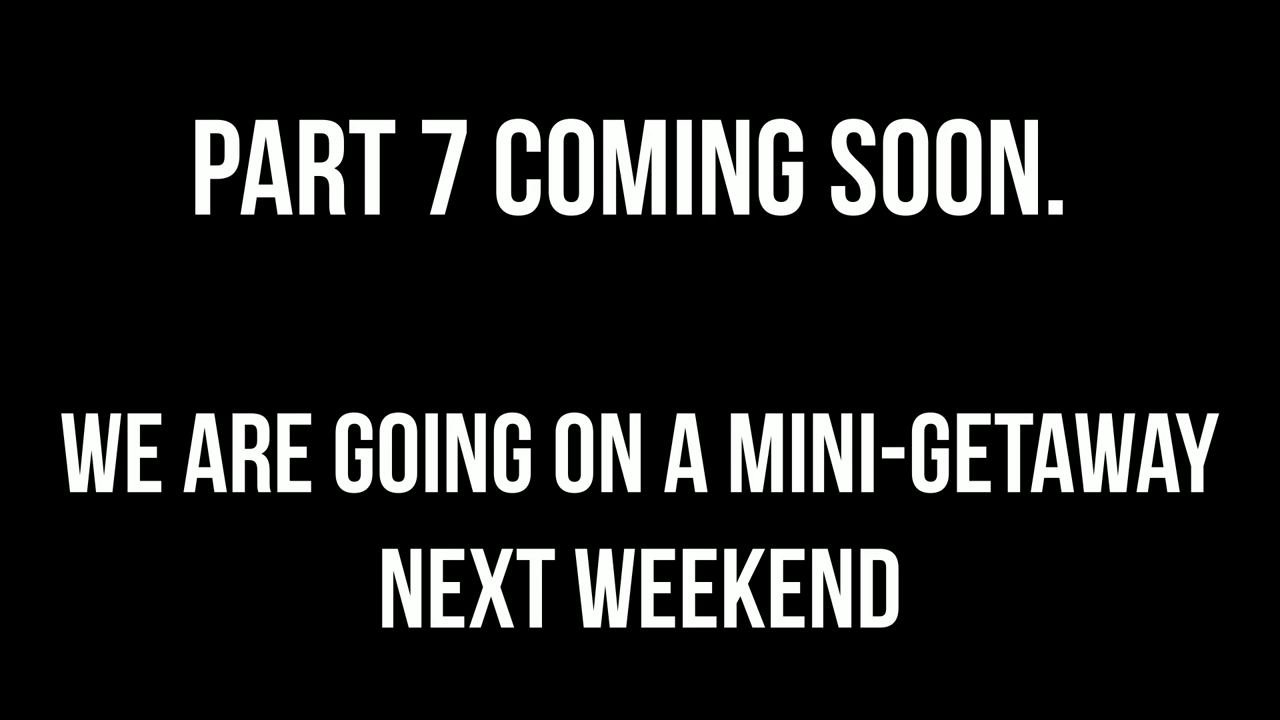 PART 7 COMING SOON.
WE ARE GOING ON A MINI-GETAWAY
NEXT WEEKEND